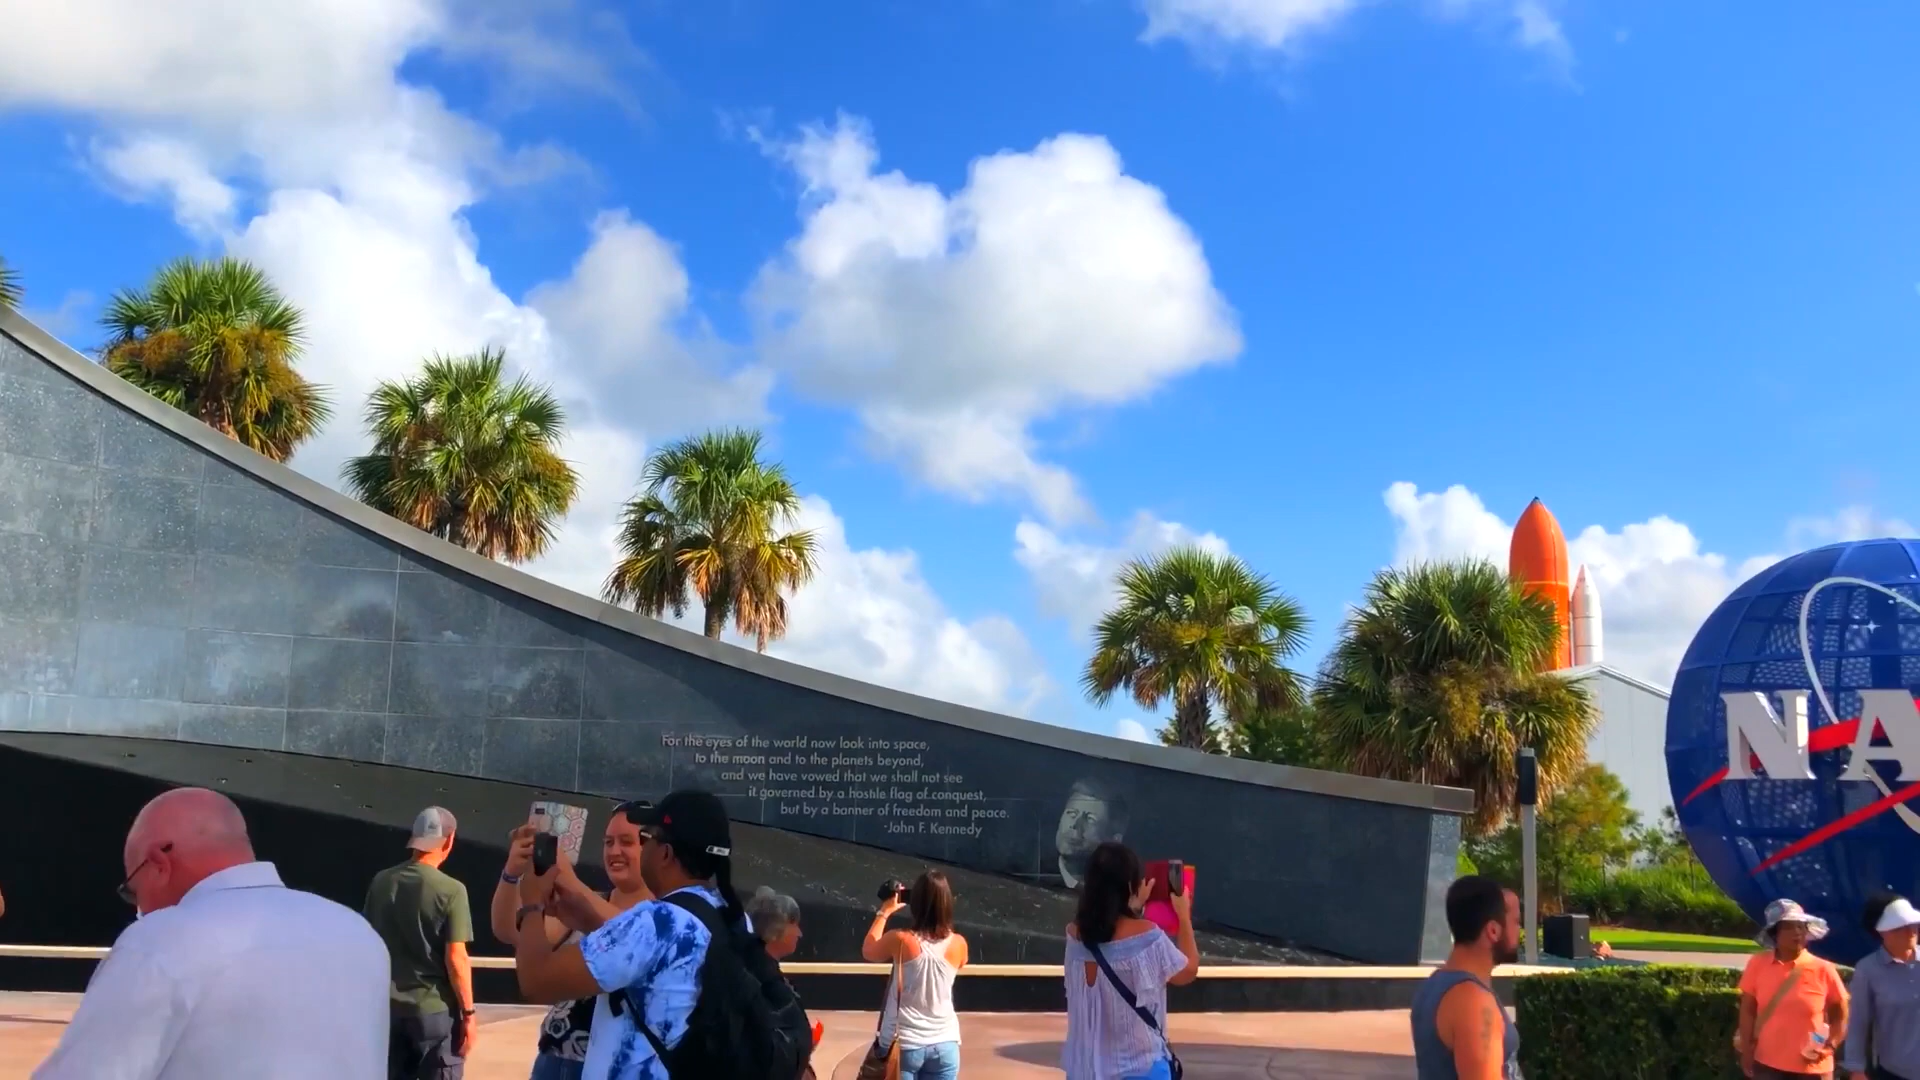 For the eyes of the world now look into space,
to the moon and to the planets beyond,
and we have vowed that we shall not see
it governed by a hostile flag of conquest,
but by a banner of freedom and peace.
-John F. Kennedy
NA